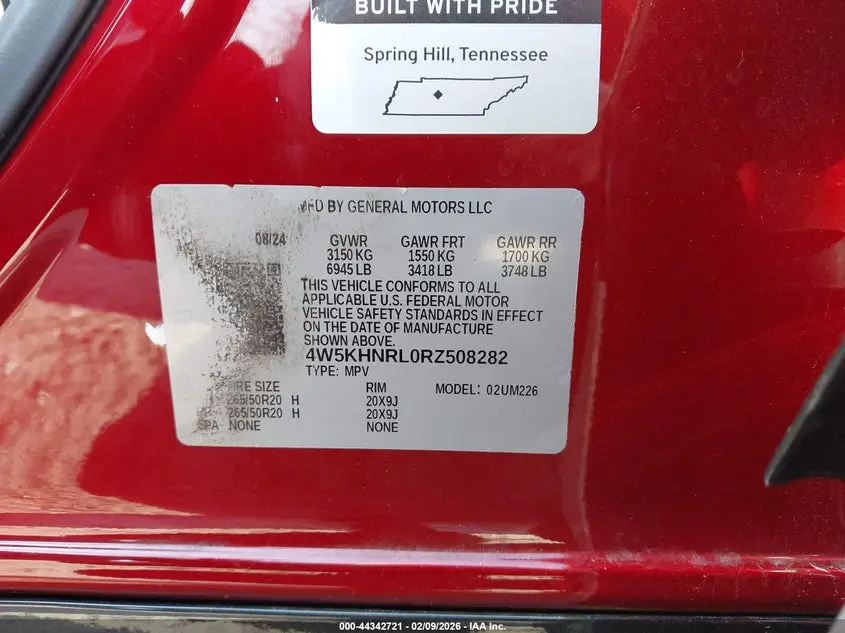 BUILT WITH PRIDE
Spring Hill, Tennessee
MFD BY GENERAL MOTORS LLC
08/24 GVWR GAWR FRT GAWR RR
3150 KG 1550 KG 1700 KG
6945 LB 3418 LB 3748 LB
THIS VEHICLE CONFORMS TO ALL
APPLICABLE U.S. FEDERAL MOTOR
VEHICLE SAFETY STANDARDS IN EFFECT
ON THE DATE OF MANUFACTURE
SHOWN ABOVE.
4W5KHNRL0RZ508282
TYPE: MPV
TIRE SIZE RIM MODEL: 02UM226
265/50R20 H 20X9J
265/50R20 H 20X9J
SPA NONE NONE
000-44342721 - 02/09/2026 - IAA Inc.